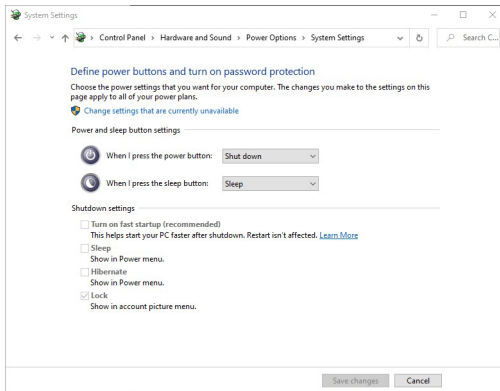 System Settings
Control Panel › Hardware and Sound › Power Options › System Settings
Search C...
Define power buttons and turn on password protection
Choose the power settings that you want for your computer. The changes you make to the settings on this
page apply to all of your power plans.
Change settings that are currently unavailable
Power and sleep button settings
When I press the power button: Shut down
When I press the sleep button: Sleep
Shutdown settings
Turn on fast startup (recommended)
This helps start your PC faster after shutdown. Restart isn't affected. Learn More
Sleep
Show in Power menu.
Hibernate
Show in Power menu.
Lock
Show in account picture menu.
Save changes Cancel